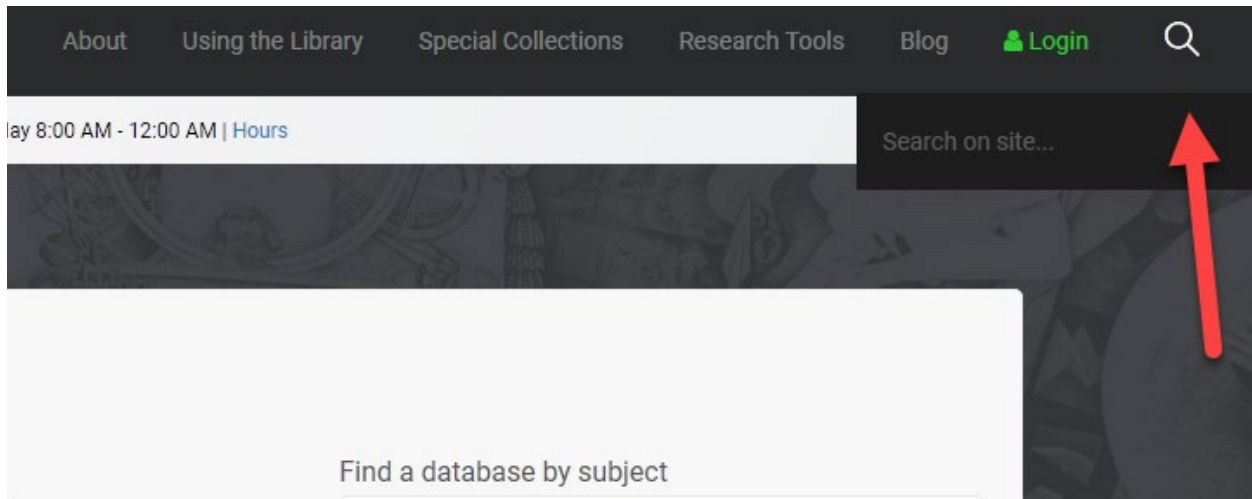 About Using the Library Special Collections Research Tools Blog Login
8:00 AM - 12:00 AM | Hours
Search on site...
Find a database by subject